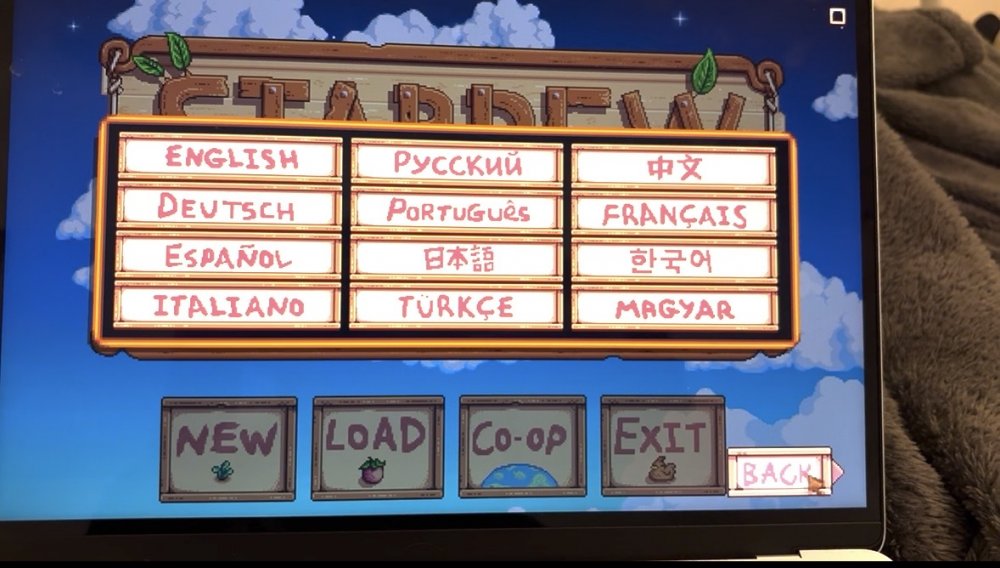 STARDEW
ENGLISH РУССКИЙ 中文
DEUTSCH PORTUGUÊS FRANÇAIS
ESPAÑOL 日本語 한국어
ITALIANO TÜRKÇE MAGYAR
NEW LOAD CO-OP EXIT
BACK